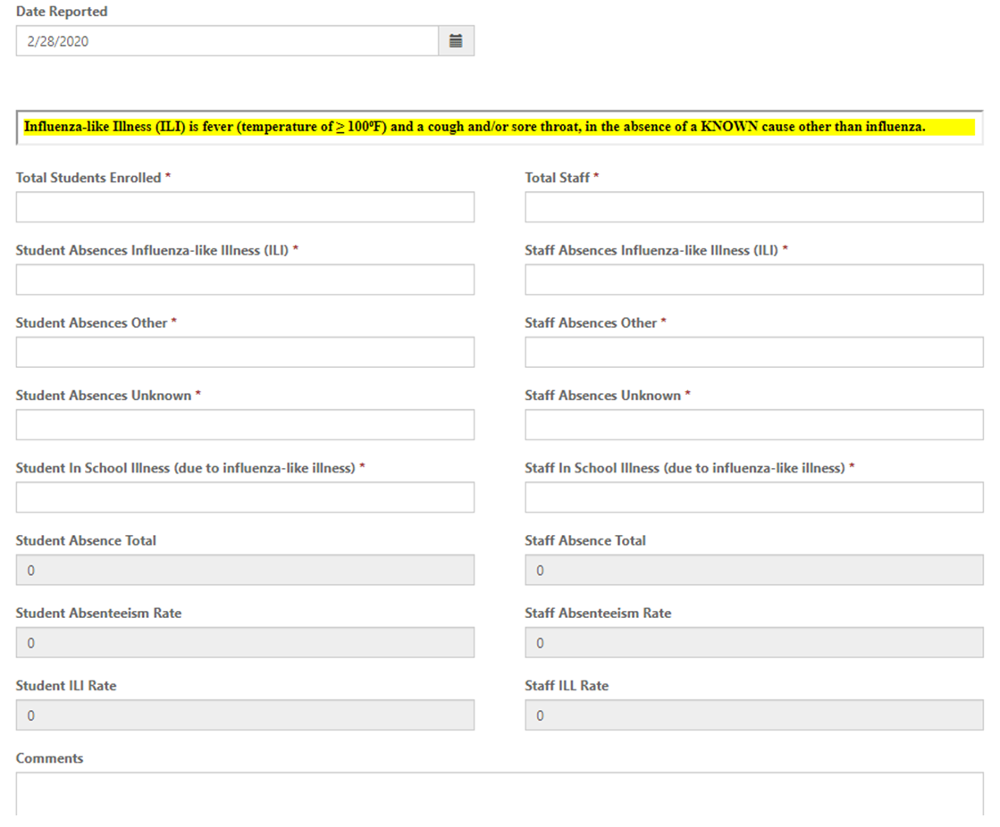 Date Reported
2/28/2020
Influenza-like Illness (ILI) is fever (temperature of ≥ 100ºF) and a cough and/or sore throat, in the absence of a KNOWN cause other than influenza.
Total Students Enrolled *
Total Staff *
Student Absences Influenza-like Illness (ILI) *
Staff Absences Influenza-like Illness (ILI) *
Student Absences Other *
Staff Absences Other *
Student Absences Unknown *
Staff Absences Unknown *
Student In School Illness (due to influenza-like illness) *
Staff In School Illness (due to influenza-like illness) *
Student Absence Total
Staff Absence Total
0
0
Student Absenteeism Rate
Staff Absenteeism Rate
0
0
Student ILI Rate
Staff ILL Rate
0
0
Comments